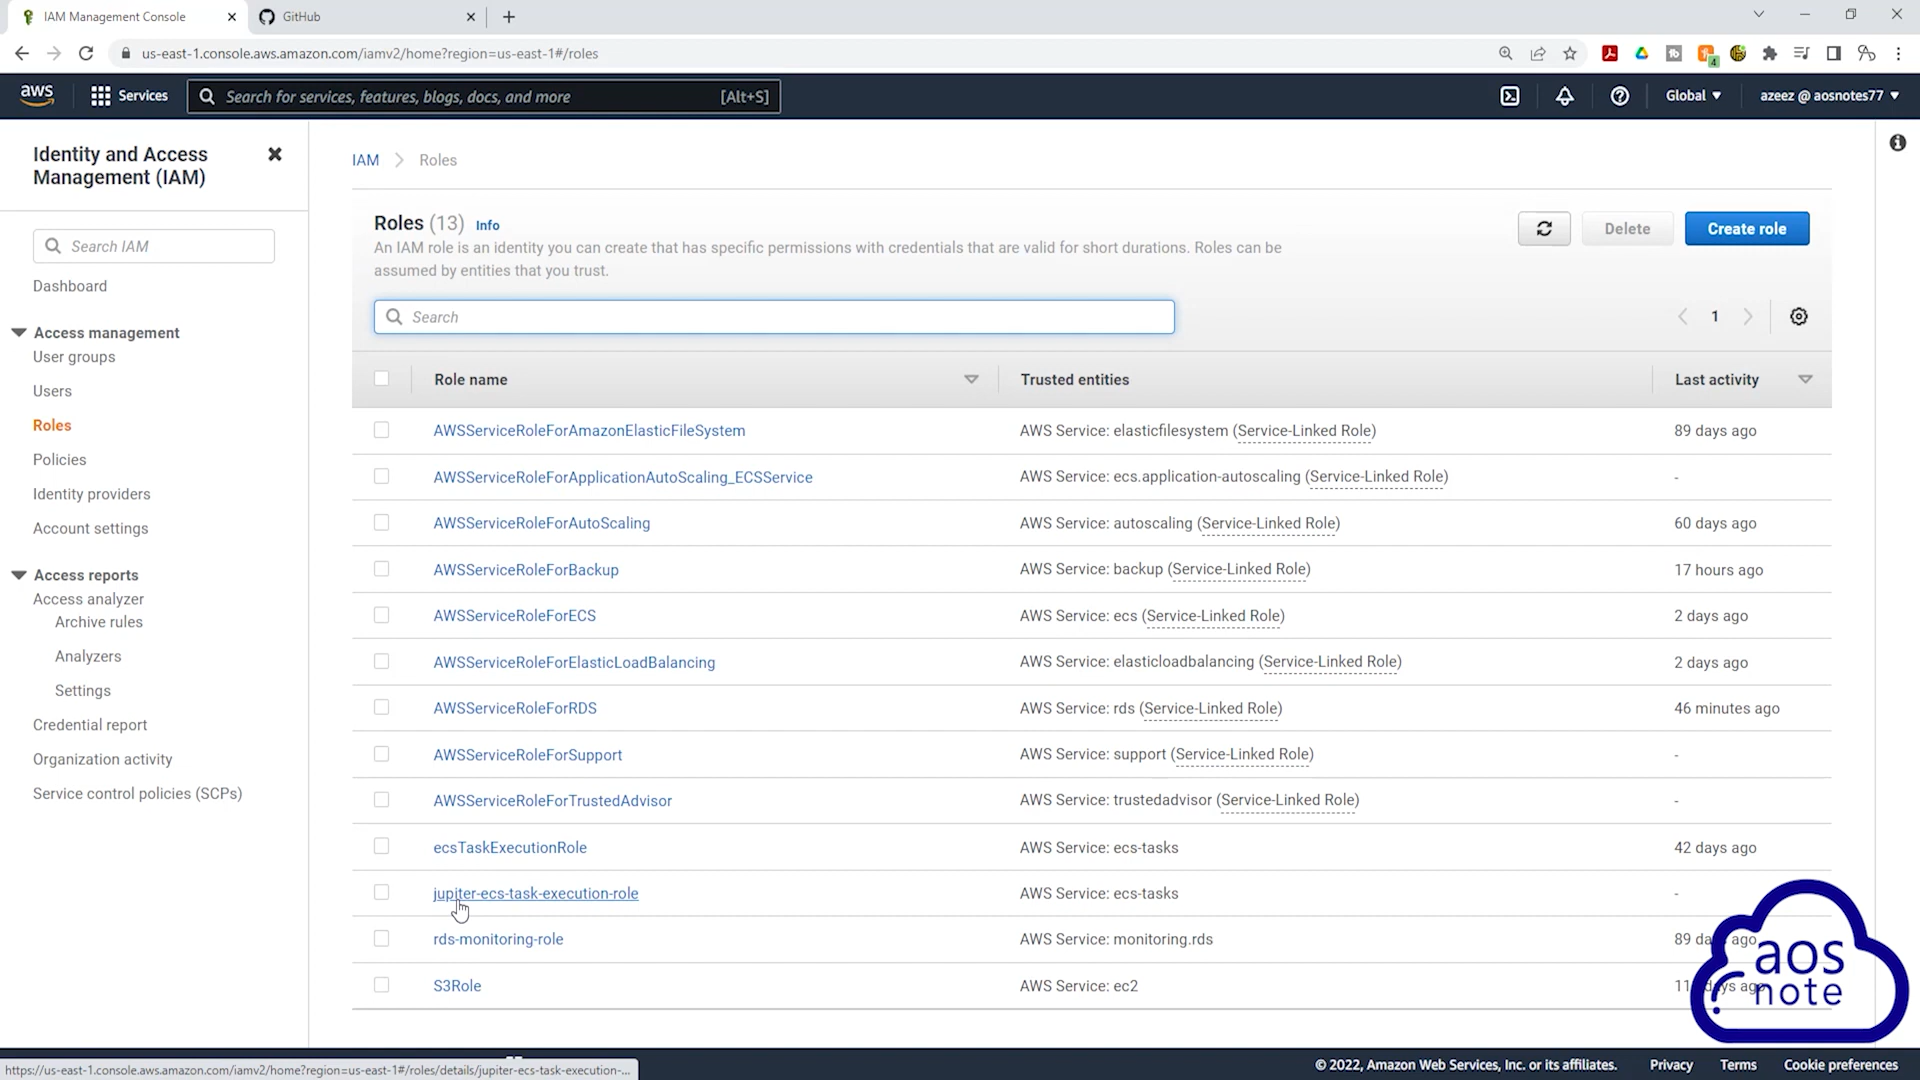 IAM Management Console
GitHub
us-east-1.console.aws.amazon.com/iamv2/home?region=us-east-1#/roles
4
aws
Services
Search for services, features, blogs, docs, and more
[Alt+S]
Global
azeez @ aosnotes77
Identity and Access
Management (IAM)
Search IAM
Dashboard
Access management
User groups
Users
Roles
Policies
Identity providers
Account settings
Access reports
Access analyzer
Archive rules
Analyzers
Settings
Credential report
Organization activity
Service control policies (SCPs)
IAM > Roles
Roles (13) Info
An IAM role is an identity you can create that has specific permissions with credentials that are valid for short durations. Roles can be
assumed by entities that you trust.
Delete
Create role
Search
1
Role name Trusted entities Last activity
AWSServiceRoleForAmazonElasticFileSystem AWS Service: elasticfilesystem (Service-Linked Role) 89 days ago
AWSServiceRoleForApplicationAutoScaling_ECSService AWS Service: ecs.application-autoscaling (Service-Linked Role) -
AWSServiceRoleForAutoScaling AWS Service: autoscaling (Service-Linked Role) 60 days ago
AWSServiceRoleForBackup AWS Service: backup (Service-Linked Role) 17 hours ago
AWSServiceRoleForECS AWS Service: ecs (Service-Linked Role) 2 days ago
AWSServiceRoleForElasticLoadBalancing AWS Service: elasticloadbalancing (Service-Linked Role) 2 days ago
AWSServiceRoleForRDS AWS Service: rds (Service-Linked Role) 46 minutes ago
AWSServiceRoleForSupport AWS Service: support (Service-Linked Role) -
AWSServiceRoleForTrustedAdvisor AWS Service: trustedadvisor (Service-Linked Role) -
ecsTaskExecutionRole AWS Service: ecs-tasks 42 days ago
jupiter-ecs-task-execution-role AWS Service: ecs-tasks -
rds-monitoring-role AWS Service: monitoring.rds 89 days ago
S3Role AWS Service: ec2
aos
note
https://us-east-1.console.aws.amazon.com/iamv2/home?region=us-east-1#/roles/details/jupiter-ecs-task-execution-...
© 2022, Amazon Web Services, Inc. or its affiliates.
Privacy
Terms
Cookie preferences